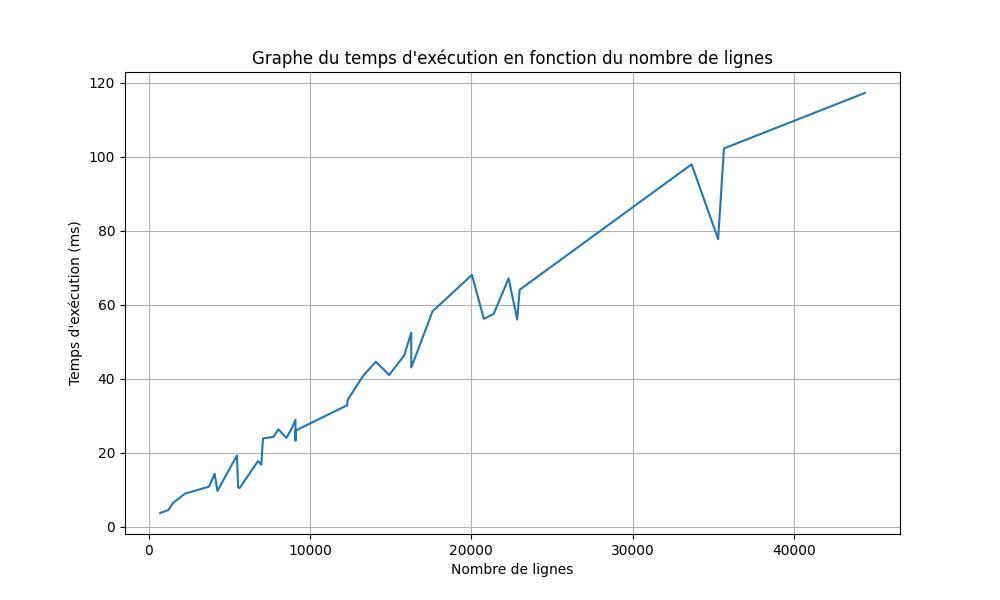 Graphe du temps d'exécution en fonction du nombre de lignes
120
100
80
60
40
20
0
Temps d'exécution (ms)
0 10000 20000 30000 40000
Nombre de lignes